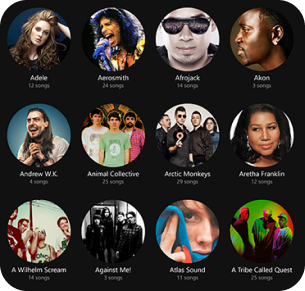 Adele
12 songs
Aerosmith
24 songs
Afrojack
14 songs
Akon
3 songs
Andrew W.K.
4 songs
Animal Collective
25 songs
Arctic Monkeys
29 songs
Aretha Franklin
12 songs
A Wilhelm Scream
14 songs
Against Me!
3 songs
Atlas Sound
11 songs
A Tribe Called Quest
25 songs